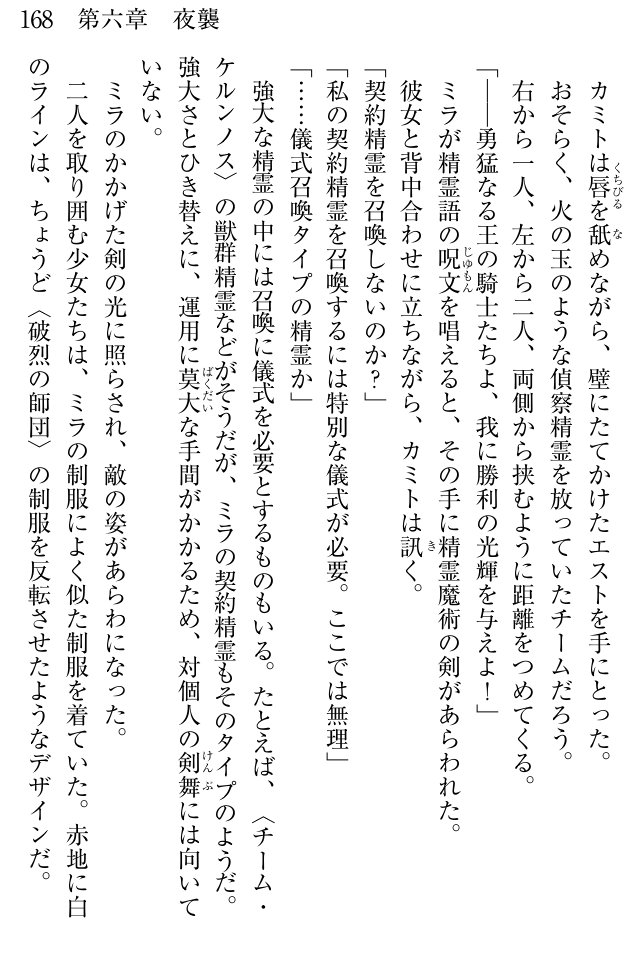 168 第六章　夜襲
　カミトは唇を舐めながら、壁にたてかけたエストを手にとった。
　おそらく、火の玉のような偵察精霊を放っていたチームだろう。
　右から一人、左から二人、両側から挟むように距離をつめてくる。
「――勇猛なる王の騎士たちよ、我に勝利の光輝を与えよ！」
　ミラが精霊語の呪文を唱えると、その手に精霊魔術の剣があらわれた。
　彼女と背中合わせに立ちながら、カミトは訊く。
「契約精霊を召喚しないのか？」
「私の契約精霊を召喚するには特別な儀式が必要。ここでは無理」
「……儀式召喚タイプの精霊か」
　強大な精霊の中には召喚に儀式を必要とするものもいる。たとえば、〈チーム・
ケルンノス〉の獣群精霊などがそうだが、ミラの契約精霊もそのタイプのようだ。
強大さとひき替えに、運用に莫大な手間がかかるため、対個人の剣舞には向いて
いない。
　ミラのかかげた剣の光に照らされ、敵の姿があらわになった。
　二人を取り囲む少女たちは、ミラの制服によく似た制服を着ていた。赤地に白
のラインは、ちょうど〈破烈の師団〉の制服を反転させたようなデザインだ。